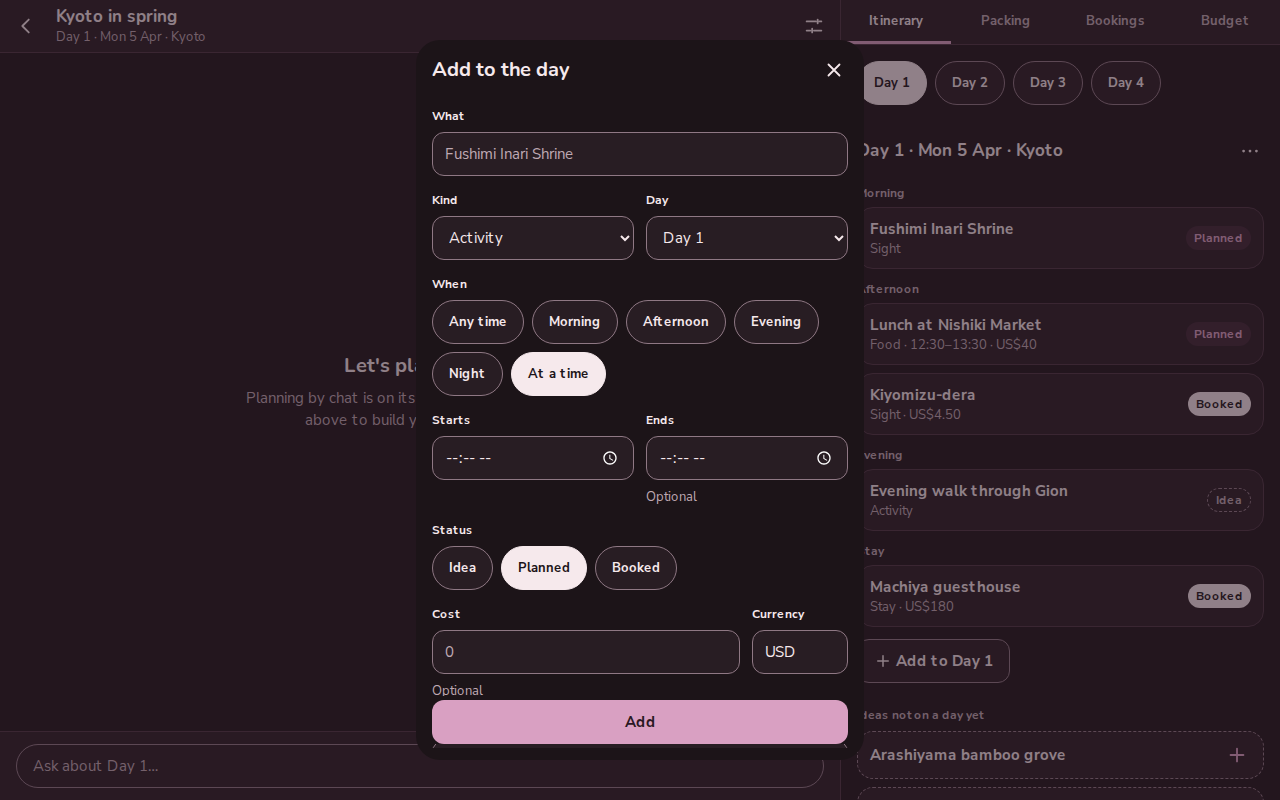 Kyoto in spring
Day 1 · Mon 5 Apr · Kyoto
Itinerary
Packing
Bookings
Budget
Day 1
Day 2
Day 3
Day 4
Let's pl
Planning by chat is on its
above to build y
Ask about Day 1...
Add to the day
What
Fushimi Inari Shrine
Kind
Day
Activity
Day 1
When
Any time
Morning
Afternoon
Evening
Night
At a time
Starts
Ends
--:-- --
--:-- --
Optional
Status
Idea
Planned
Booked
Cost
Currency
0
USD
Optional
Add
Day 1 · Mon 5 Apr · Kyoto
Morning
Fushimi Inari Shrine
Sight
Planned
Afternoon
Lunch at Nishiki Market
Food · 12:30–13:30 · US$40
Planned
Kiyomizu-dera
Sight · US$4.50
Booked
vening
Evening walk through Gion
Activity
Idea
tay
Machiya guesthouse
Stay · US$180
Booked
+ Add to Day 1
deas not on a day yet
Arashiyama bamboo grove